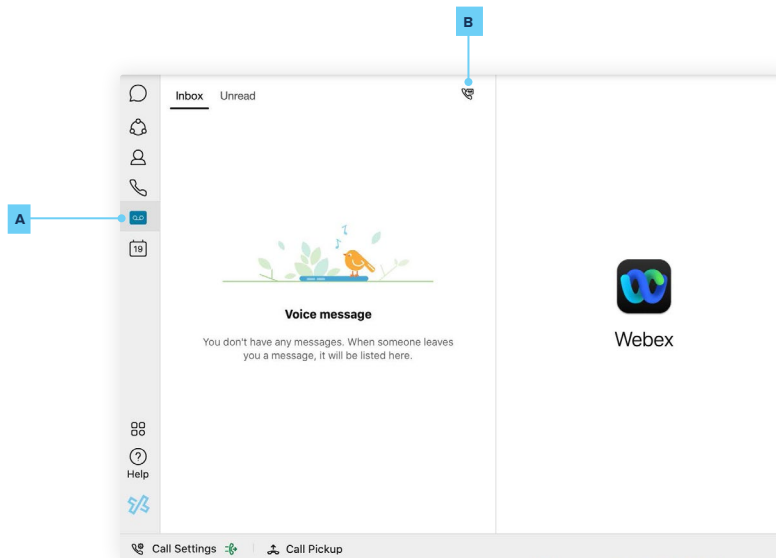 B
Inbox Unread
A
19
Voice message
You don't have any messages. When someone leaves
you a message, it will be listed here.
Webex
Help
Call Settings Call Pickup